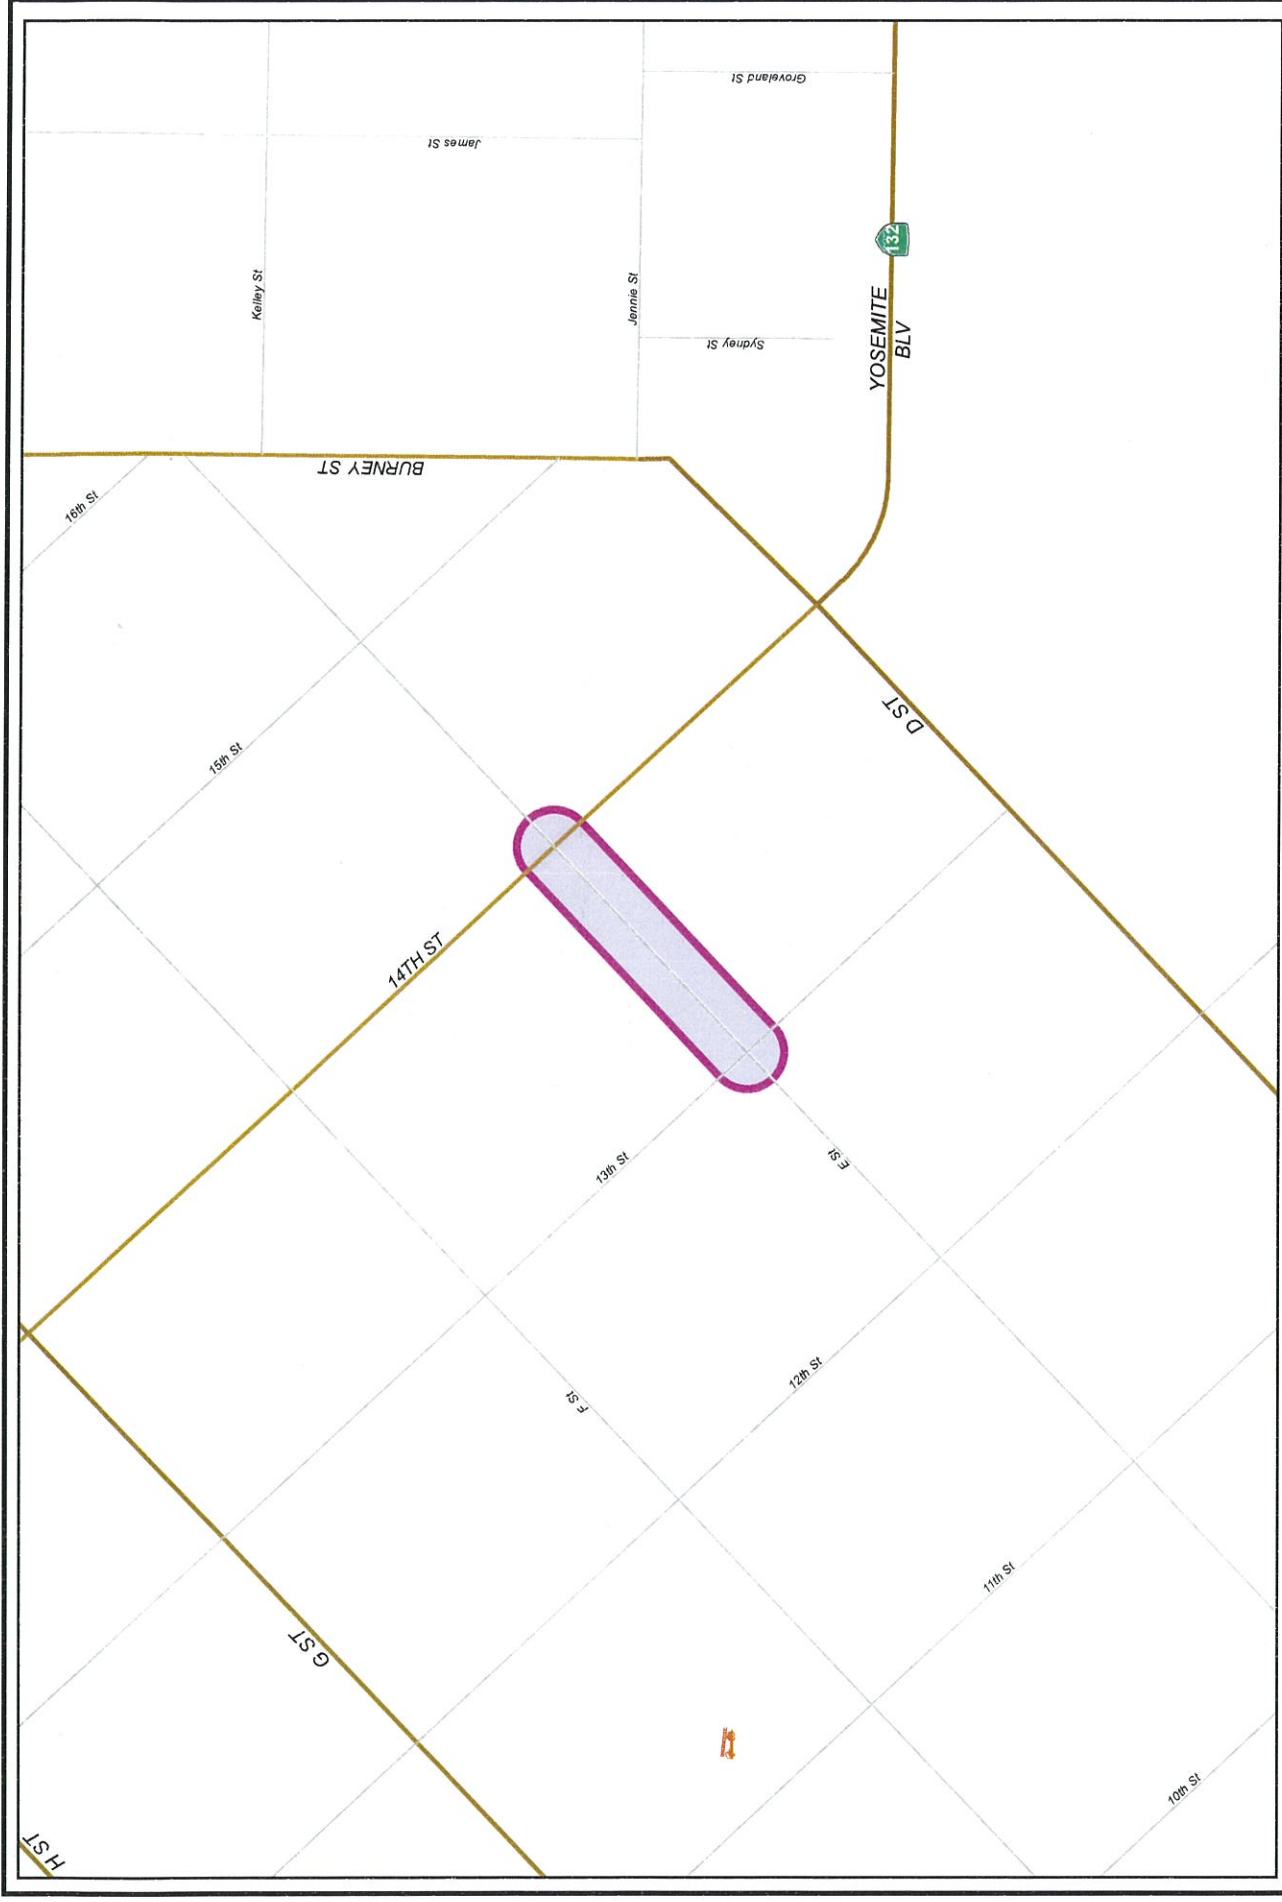 Groveland St
James St
132
Kelley St
Jennie St
Sydney St
YOSEMITE
BLV
BURNEY ST
16th St
D ST
15th St
14TH ST
13th St
E St
12th St
F St
11th St
G ST
10th St
H ST